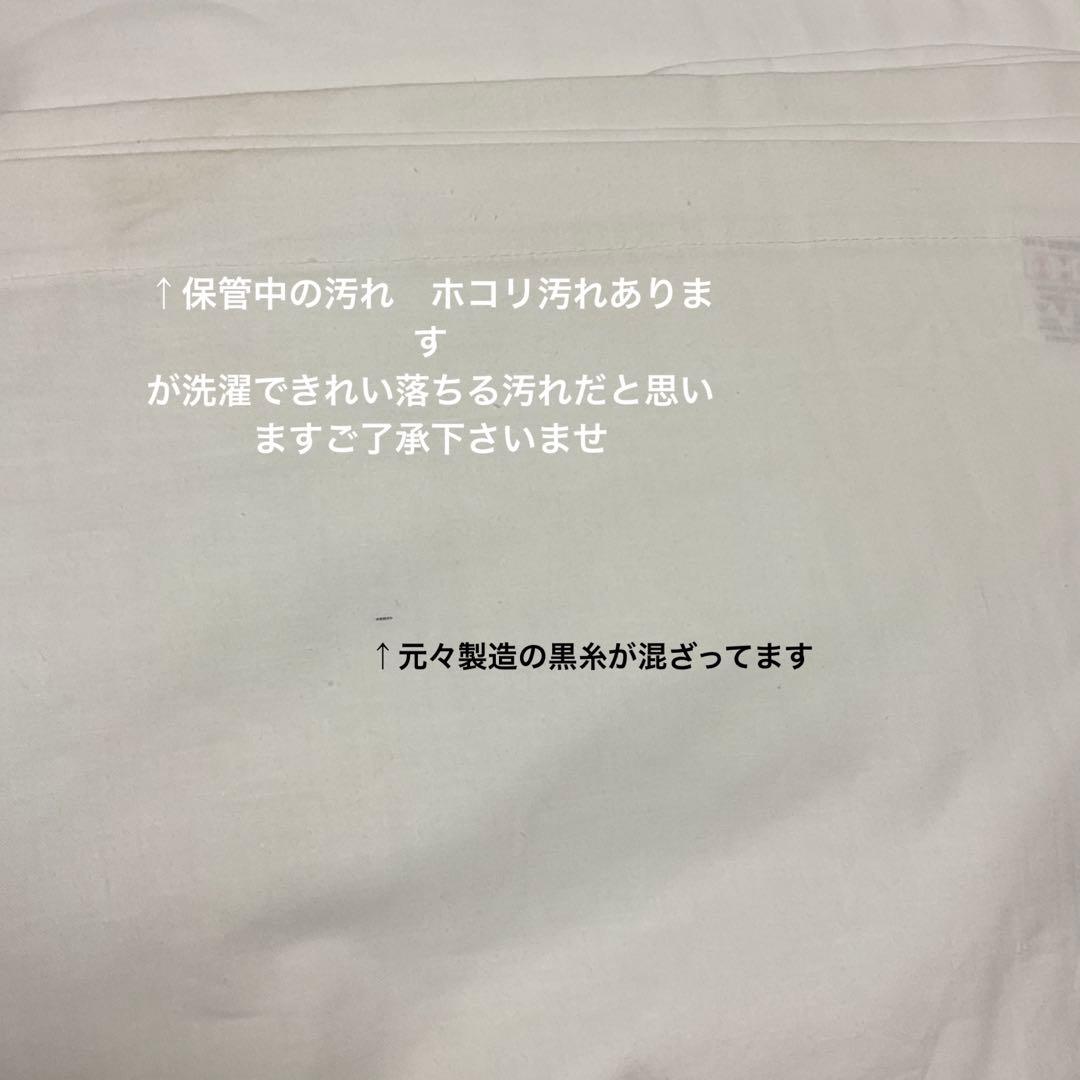 ↑保管中の汚れ　ホコリ汚れありま
す
が洗濯できれい落ちる汚れだと思い
ますご了承下さいませ
↑元々製造の黒糸が混ざってます